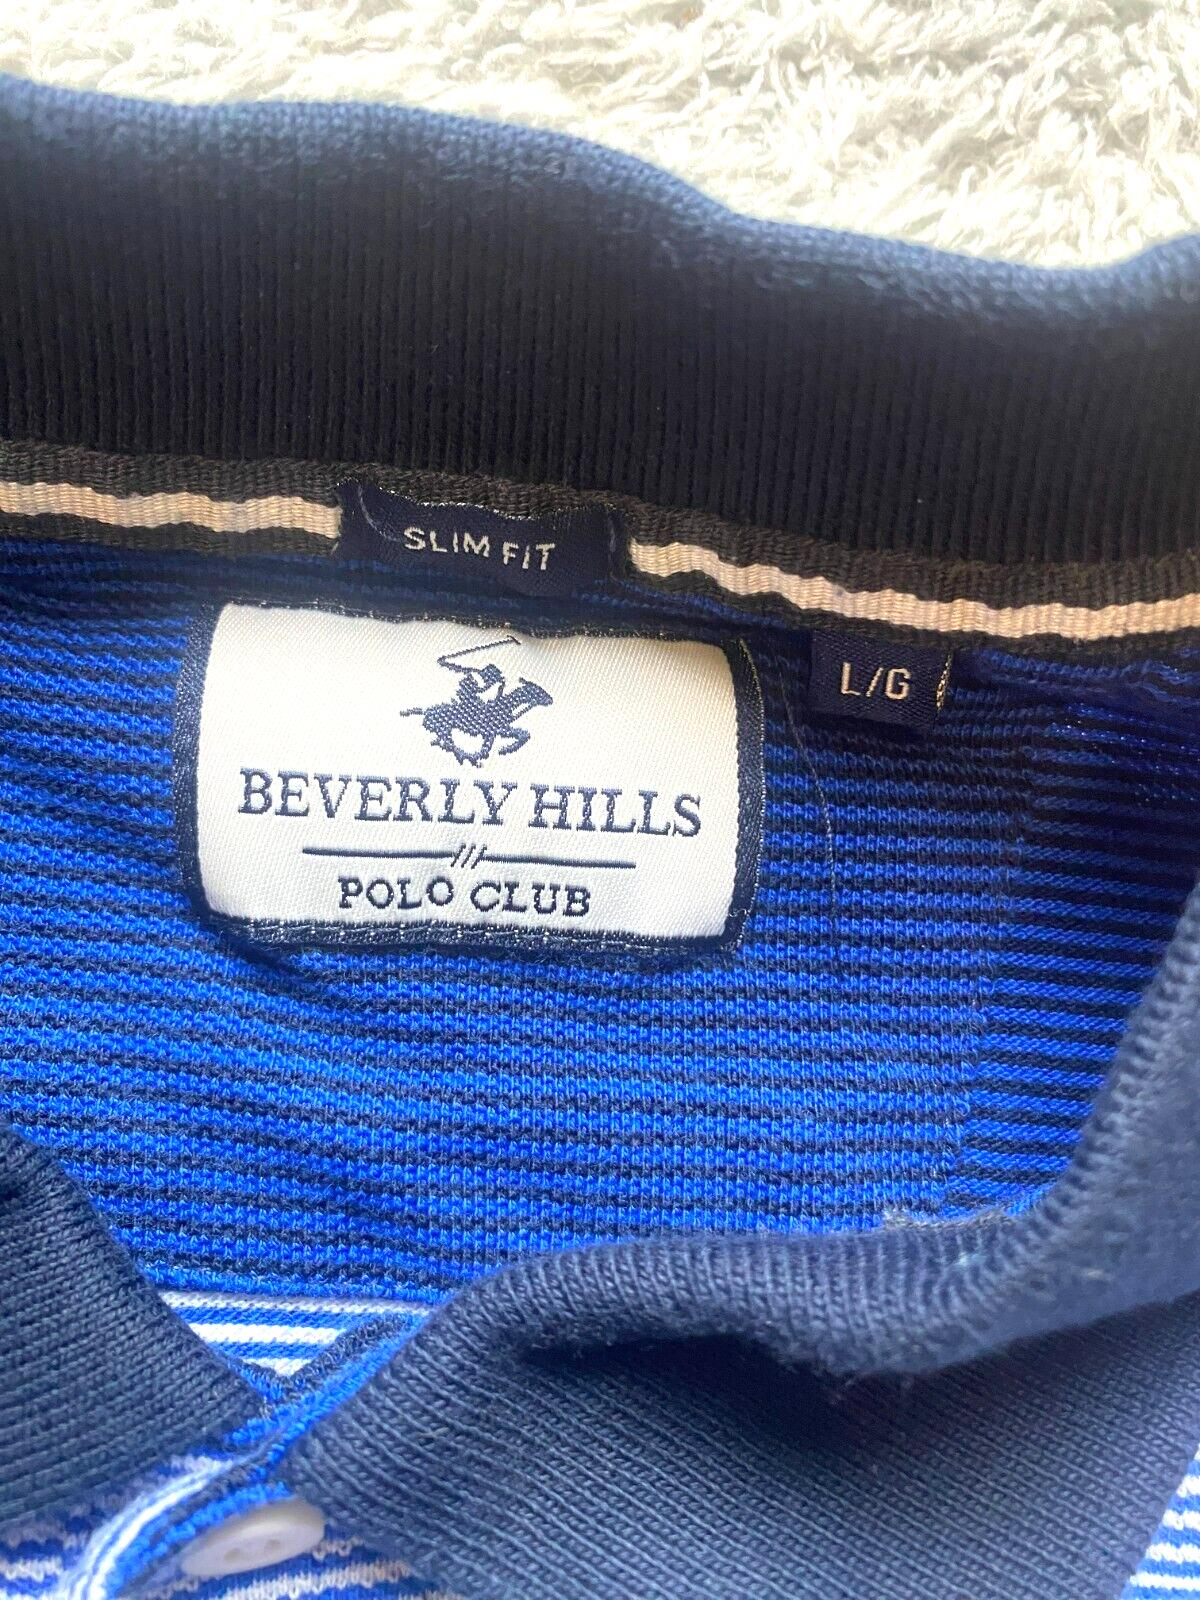 SLIM FIT
L/G
BEVERLY HILLS
POLO CLUB